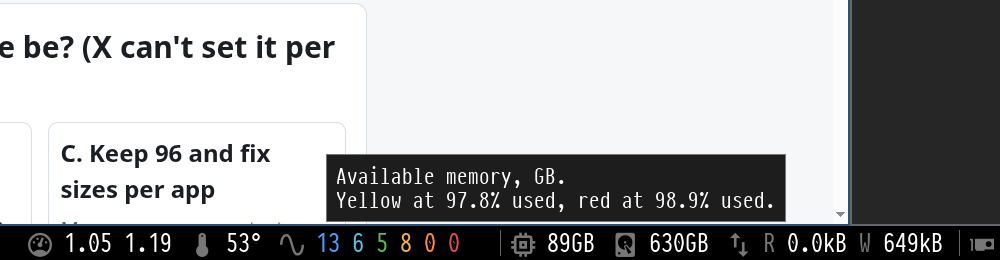 e be? (X can't set it per
C. Keep 96 and fix
sizes per app
Available memory, GB.
Yellow at 97.8% used, red at 98.9% used.
1.05 1.19 53° 13 6 5 8 0 0 89GB 630GB R 0.0kB W 649kB